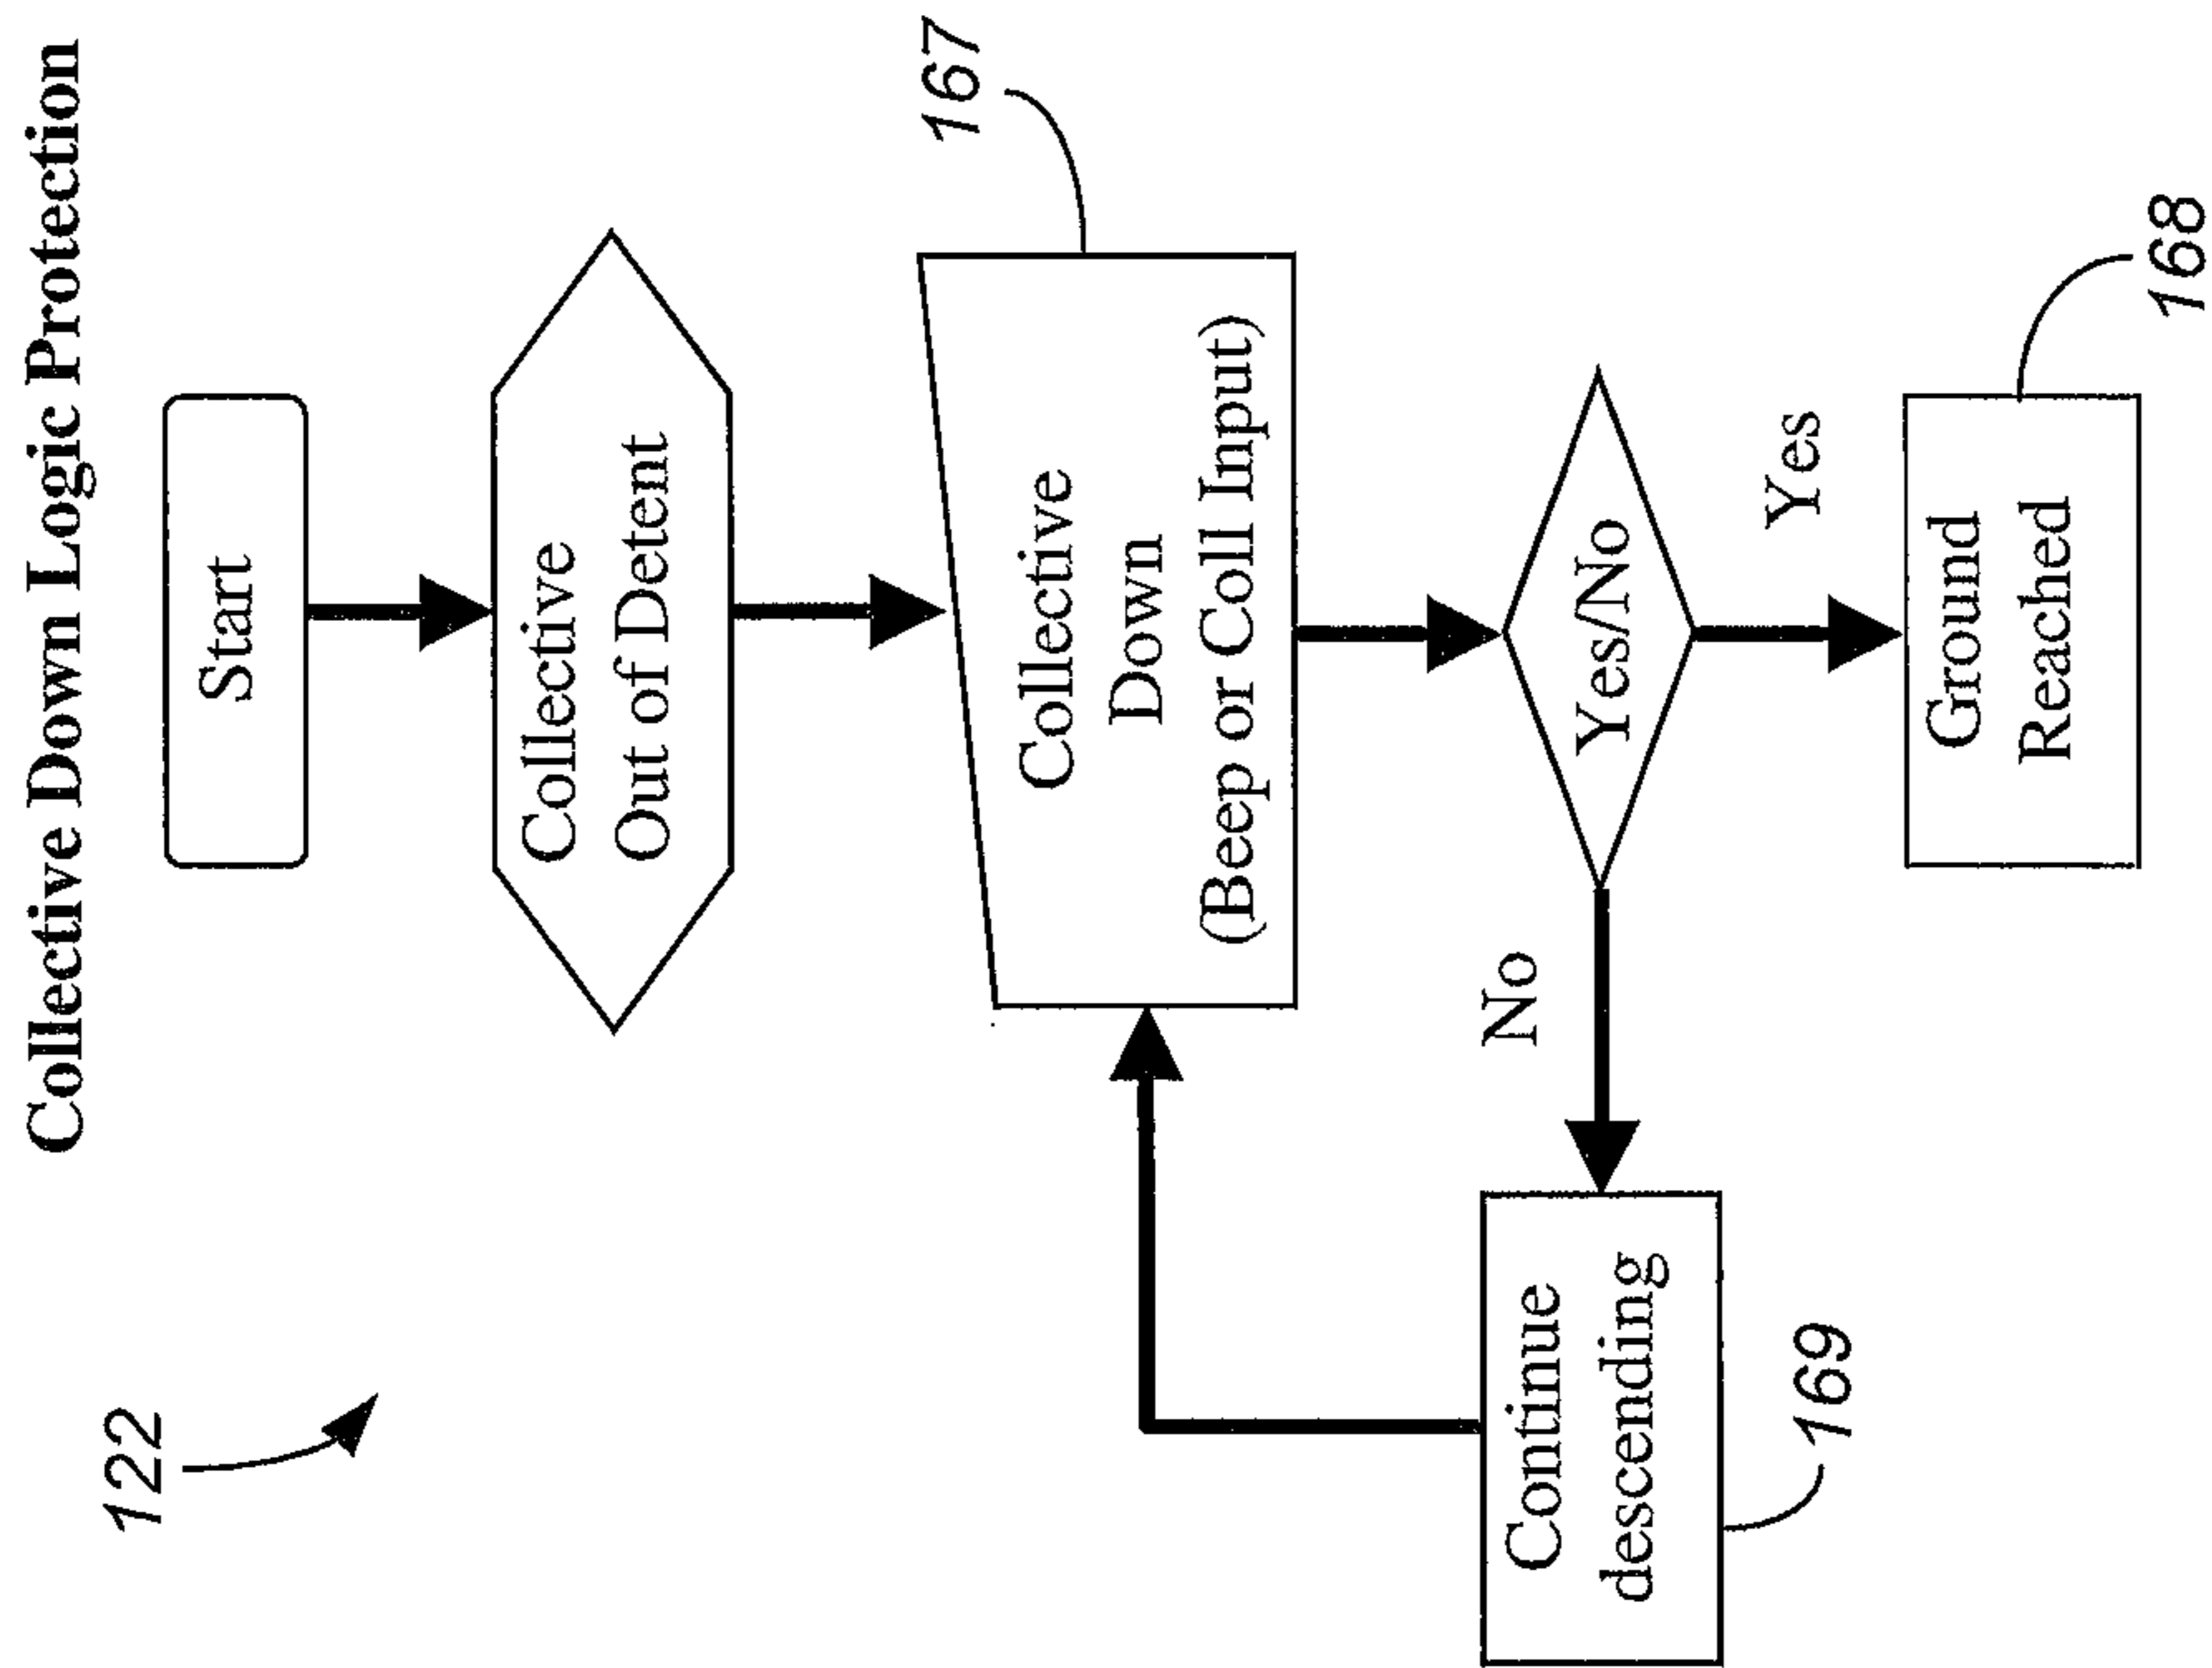 Collective Down Logic Protection
122
Start
Collective
Out of Detent
Collective
Down
(Beep or Coll Input)
167
Yes/No
No
Yes
Continue
descending
169
Ground
Reached
168